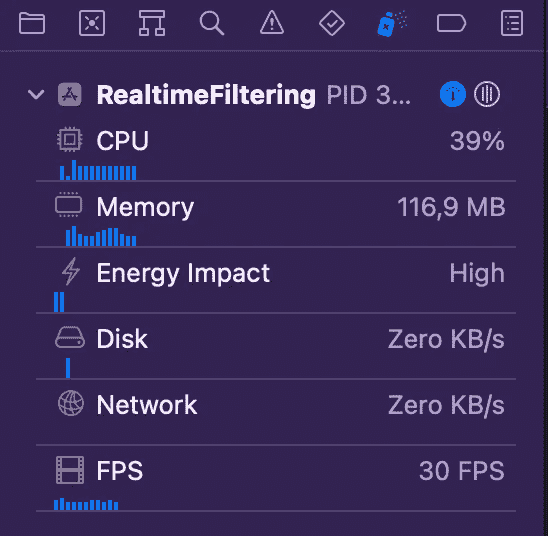 RealtimeFiltering PID 3...
CPU 39%
Memory 116,9 MB
Energy Impact High
Disk Zero KB/s
Network Zero KB/s
FPS 30 FPS